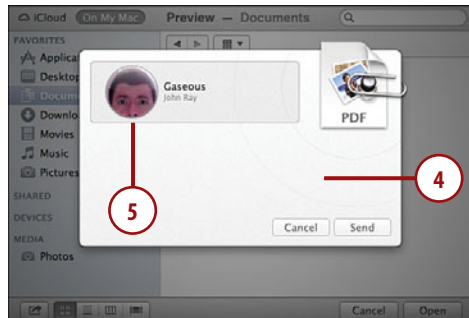 iCloud On My Mac Preview — Documents
FAVORITES
Applica
Desktop
Docum
Downlo
Movies
Music
Pictures
SHARED
DEVICES
MEDIA
Photos
Gaseous
John Ray
PDF
4
5
Cancel Send
Cancel Open